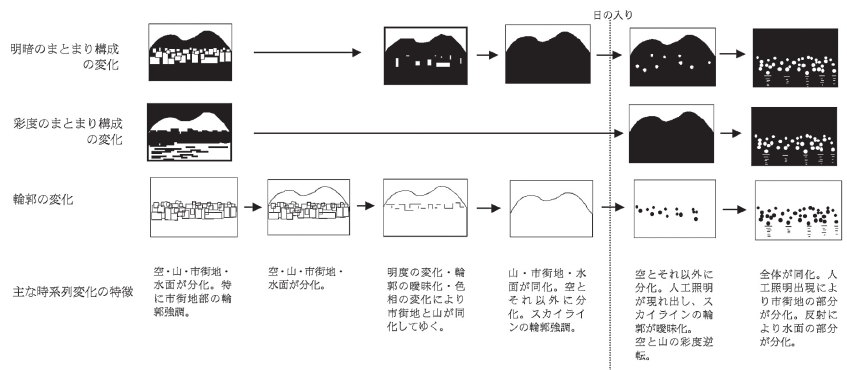 日の入り
明暗のまとまり構成
の変化
彩度のまとまり構成
の変化
輪郭の変化
主な時系列変化の特徴
空・山・市街地・
水面が分化。特
に市街地部の輪
郭強調。
空・山・市街地・
水面が分化。
明度の変化・輪
郭の曖昧化・色
相の変化により
市街地と山が同
化してゆく。
山・市街地・水
面が同化。空と
それ以外に分
化。スカイライ
ンの輪郭強調。
空とそれ以外に
分化。人工照明
が現れ出し、ス
カイラインの輪
郭が曖昧化。
空と山の彩度逆
転。
全体が同化。人
工照明出現によ
り市街地の部分
が分化。反射に
より水面の部分
が分化。